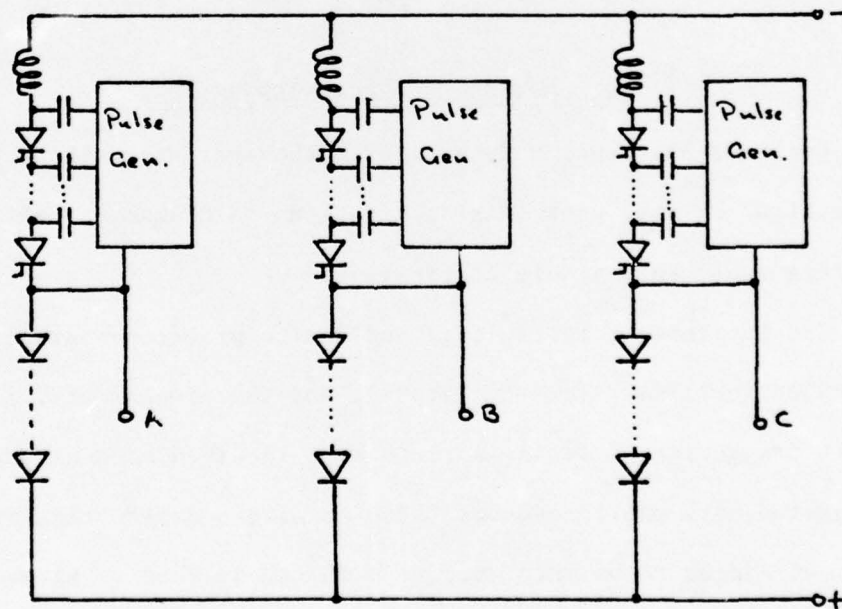 −
Pulse
Gen.
Pulse
Gen
Pulse
Gen.
A
B
C
+